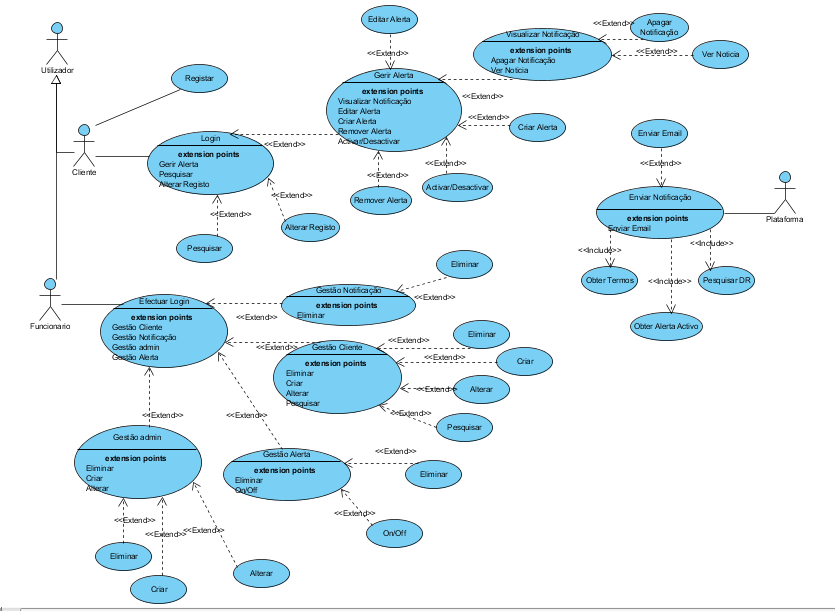 Editar Alerta
<<Extend>>
Utilizador
Registar
Cliente
Login
extension points
Gerir Alerta
Pesquisar
Alterar Registo
<<Extend>>
<<Extend>>
<<Extend>>
Pesquisar
Alterar Registo
Gerir Alerta
extension points
Visualizar Notificação
Editar Alerta
Criar Alerta
Remover Alerta
Activar/Desactivar
<<Extend>>
Visualizar Notificação
extension points
Apagar Notificação
Ver Noticia
<<Extend>>
Apagar
Notificação
<<Extend>>
Ver Noticia
<<Extend>>
Criar Alerta
<<Extend>>
Remover Alerta
<<Extend>>
Activar/Desactivar
Enviar Email
<<Extend>>
Enviar Notificação
extension points
Enviar Email
Plataforma
<<Include>>
<<Include>>
<<Include>>
Obter Termos
Pesquisar DR
Obter Alerta Activo
Funcionario
Efectuar Login
extension points
Gestão Cliente
Gestão Notificação
Gestão admin
Gestão Alerta
<<Extend>>
Gestão Notificação
extension points
Eliminar
<<Extend>>
Eliminar
<<Extend>>
Gestão Cliente
extension points
Eliminar
Criar
Alterar
Pesquisar
<<Extend>>
Eliminar
<<Extend>>
Criar
<<Extend>>
Alterar
<<Extend>>
Pesquisar
<<Extend>>
<<Extend>>
Gestão admin
extension points
Eliminar
Criar
Alterar
<<Extend>>
<<Extend>>
<<Extend>>
Eliminar
Criar
Alterar
Gestão Alerta
extension points
Eliminar
On/Off
<<Extend>>
Eliminar
<<Extend>>
On/Off